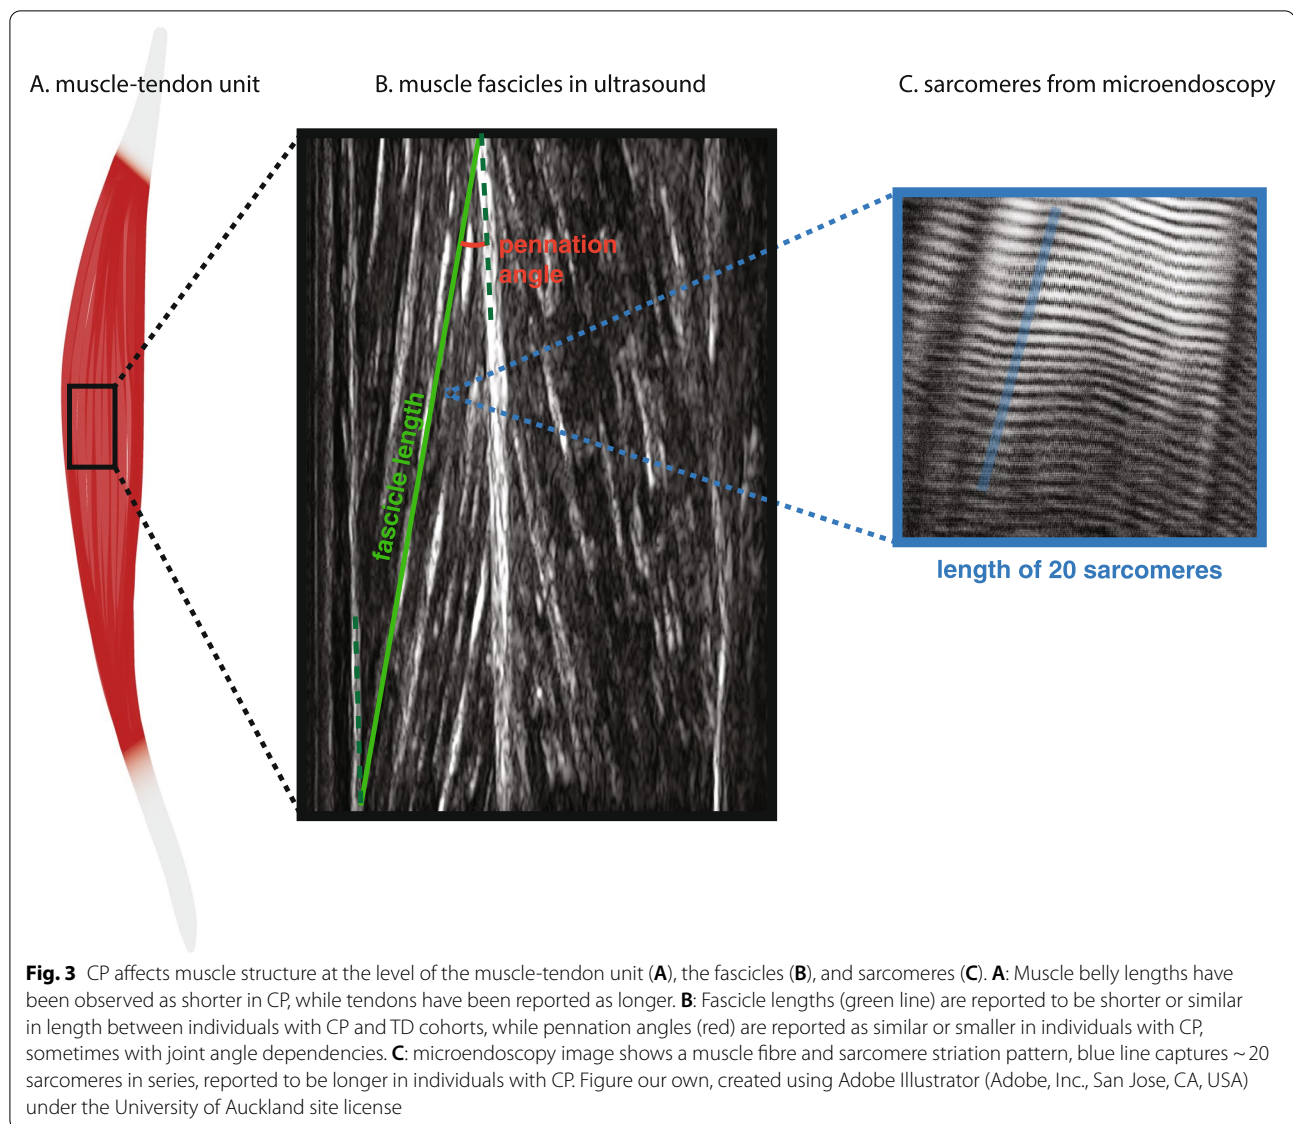 A. muscle-tendon unit
B. muscle fascicles in ultrasound
C. sarcomeres from microendoscopy
pennation
angle
fascicle length
length of 20 sarcomeres
Fig. 3 CP affects muscle structure at the level of the muscle-tendon unit (A), the fascicles (B), and sarcomeres (C). A: Muscle belly lengths have
been observed as shorter in CP, while tendons have been reported as longer. B: Fascicle lengths (green line) are reported to be shorter or similar
in length between individuals with CP and TD cohorts, while pennation angles (red) are reported as similar or smaller in individuals with CP,
sometimes with joint angle dependencies. C: microendoscopy image shows a muscle fibre and sarcomere striation pattern, blue line captures ~ 20
sarcomeres in series, reported to be longer in individuals with CP. Figure our own, created using Adobe Illustrator (Adobe, Inc., San Jose, CA, USA)
under the University of Auckland site license